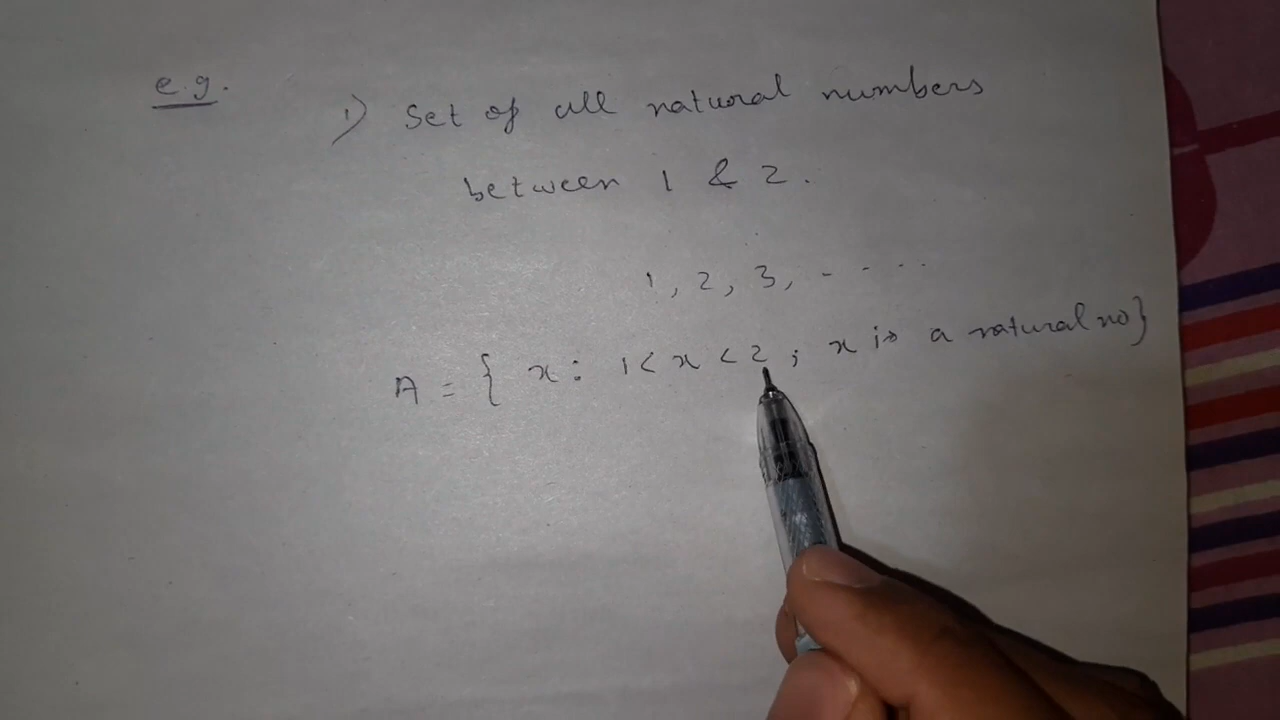 e.g.
1) Set of all natural numbers
between 1 & 2.
1, 2, 3, - - - -
A = { x : 1 < x < 2 ; x is a natural no}